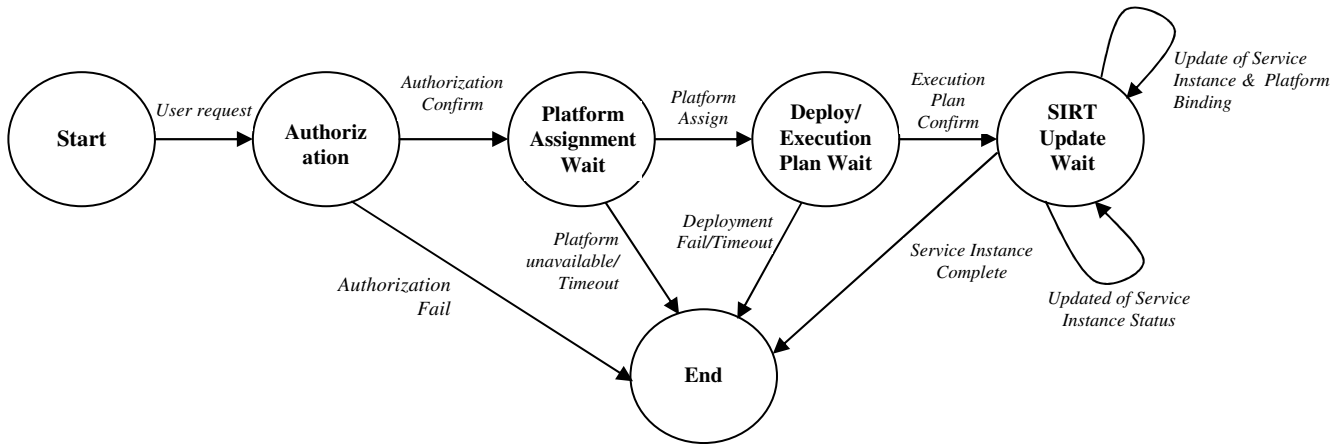 Start
User request
Authoriz
ation
Authorization
Confirm
Platform
Assignment
Wait
Platform
Assign
Deploy/
Execution
Plan Wait
Execution
Plan
Confirm
SIRT
Update
Wait
Update of Service
Instance & Platform
Binding
Authorization
Fail
Platform
unavailable/
Timeout
Deployment
Fail/Timeout
Service Instance
Complete
Updated of Service
Instance Status
End